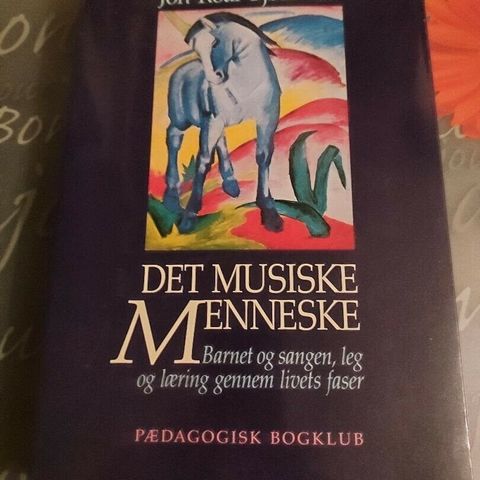 DET MUSISKE
MENNESKE
Barnet og sangen, leg
og læring gennem livets faser
PÆDAGOGISK BOGKLUB